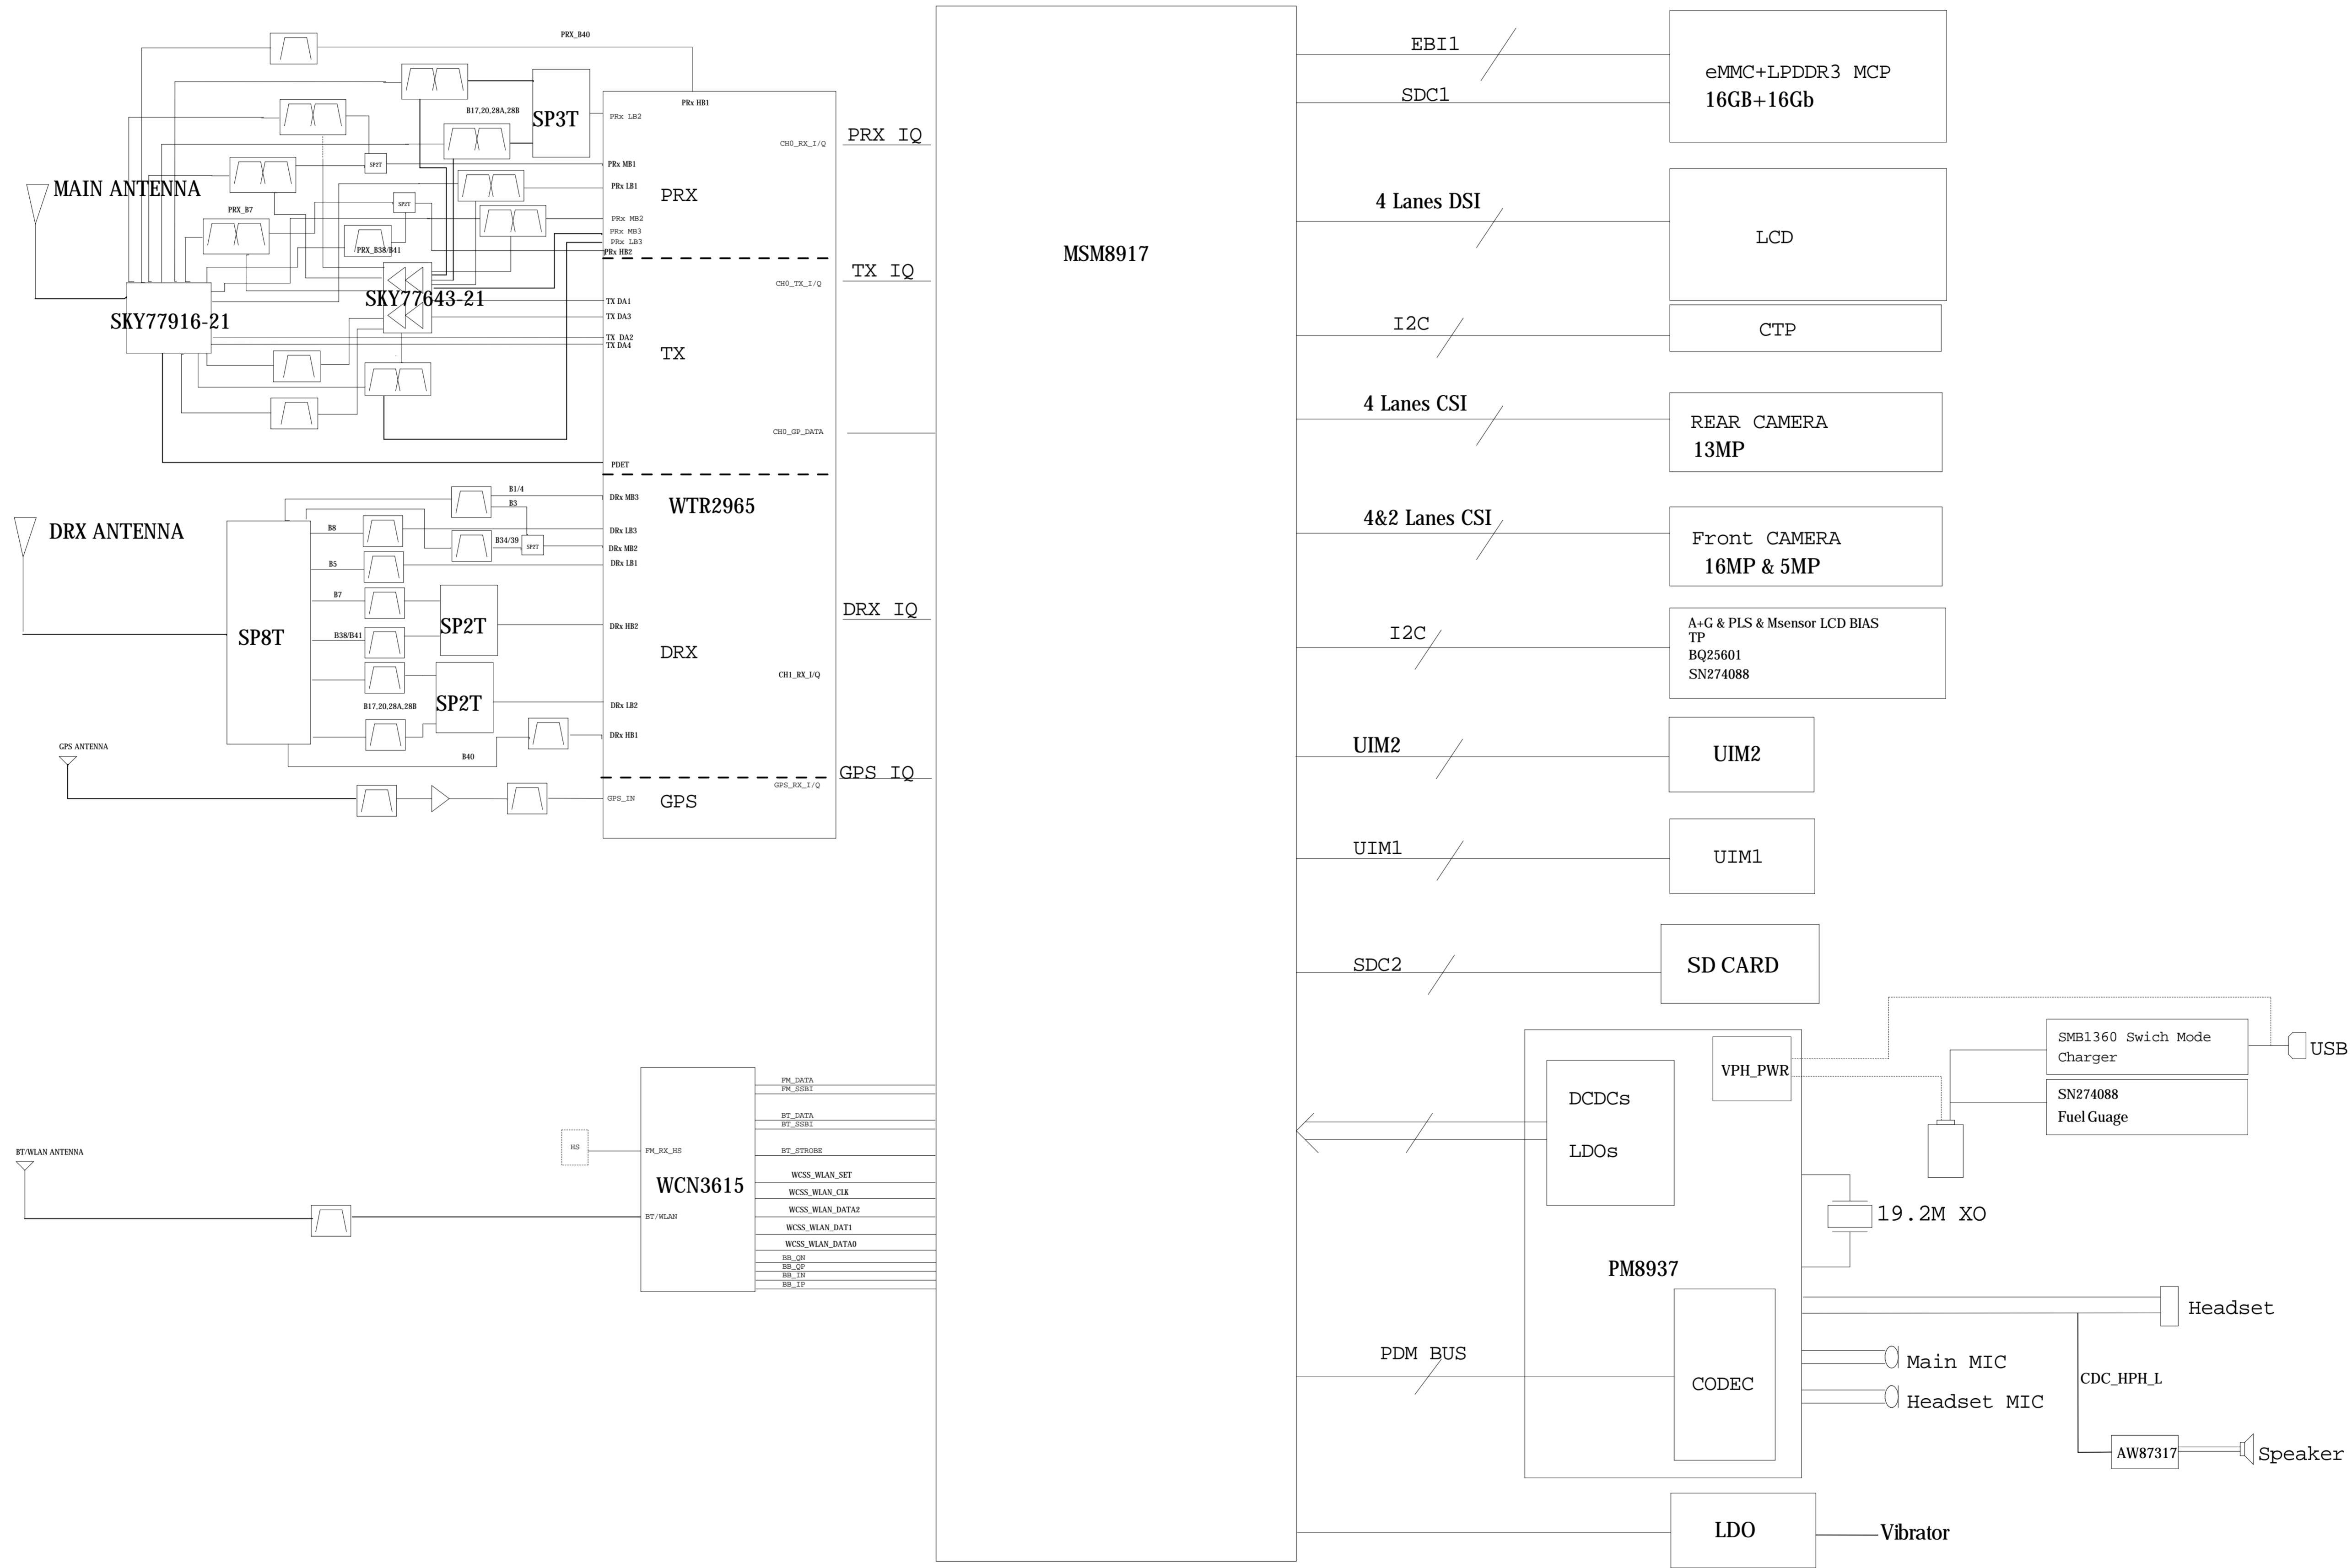 PRX_B40
PRx HB1
B17,20,28A,28B
SP3T
PRx LB2
CH0_RX_I/Q
PRX IQ
SP2T
PRx MB1
PRx LB1
PRX
MAIN ANTENNA
PRX_B7
SP2T
PRx MB2
PRx MB3
PRx LB3
PRx HB2
PRX_B38/B41
SKY77643-21
SKY77916-21
TX IQ
CH0_TX_I/Q
TX DA1
TX DA3
TX DA2
TX DA4
TX
CH0_GP_DATA
PDET
WTR2965
DRX ANTENNA
B1/4
B3
DRx MB3
B8
DRx LB3
B34/39
SP2T
DRx MB2
B5
DRx LB1
B7
SP2T
DRx HB2
SP8T
B38/B41
DRX IQ
DRX
CH1_RX_I/Q
SP2T
B17,20,28A,28B
DRx LB2
DRx HB1
B40
GPS ANTENNA
GPS IQ
GPS_RX_I/Q
GPS_IN
GPS
BT/WLAN ANTENNA
HS
FM_RX_HS
WCN3615
BT/WLAN
FM_DATA
FM_SSBI
BT_DATA
BT_SSBI
BT_STROBE
WCSS_WLAN_SET
WCSS_WLAN_CLK
WCSS_WLAN_DATA2
WCSS_WLAN_DAT1
WCSS_WLAN_DATA0
BB_QN
BB_QP
BB_IN
BB_IP
MSM8917
EBI1
SDC1
eMMC+LPDDR3 MCP
16GB+16Gb
4 Lanes DSI
LCD
I2C
CTP
4 Lanes CSI
REAR CAMERA
13MP
4&2 Lanes CSI
Front CAMERA
16MP & 5MP
I2C
A+G & PLS & Msensor LCD BIAS
TP
BQ25601
SN274088
UIM2
UIM2
UIM1
UIM1
SDC2
SD CARD
VPH_PWR
DCDCs
LDOs
SMB1360 Swich Mode
Charger
USB
SN274088
Fuel Guage
19.2M XO
PM8937
Headset
PDM BUS
CODEC
Main MIC
Headset MIC
CDC_HPH_L
AW87317
Speaker
LDO
Vibrator